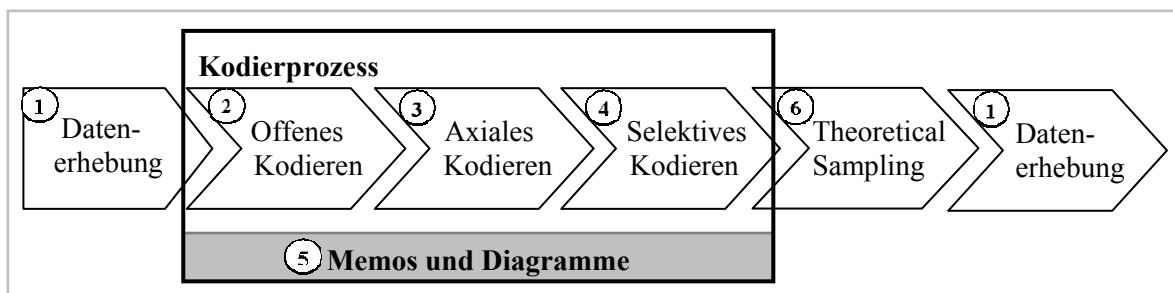 Kodierprozess
1
Daten-
erhebung
2
Offenes
Kodieren
3
Axiales
Kodieren
4
Selektives
Kodieren
6
Theoretical
Sampling
1
Daten-
erhebung
5 Memos und Diagramme